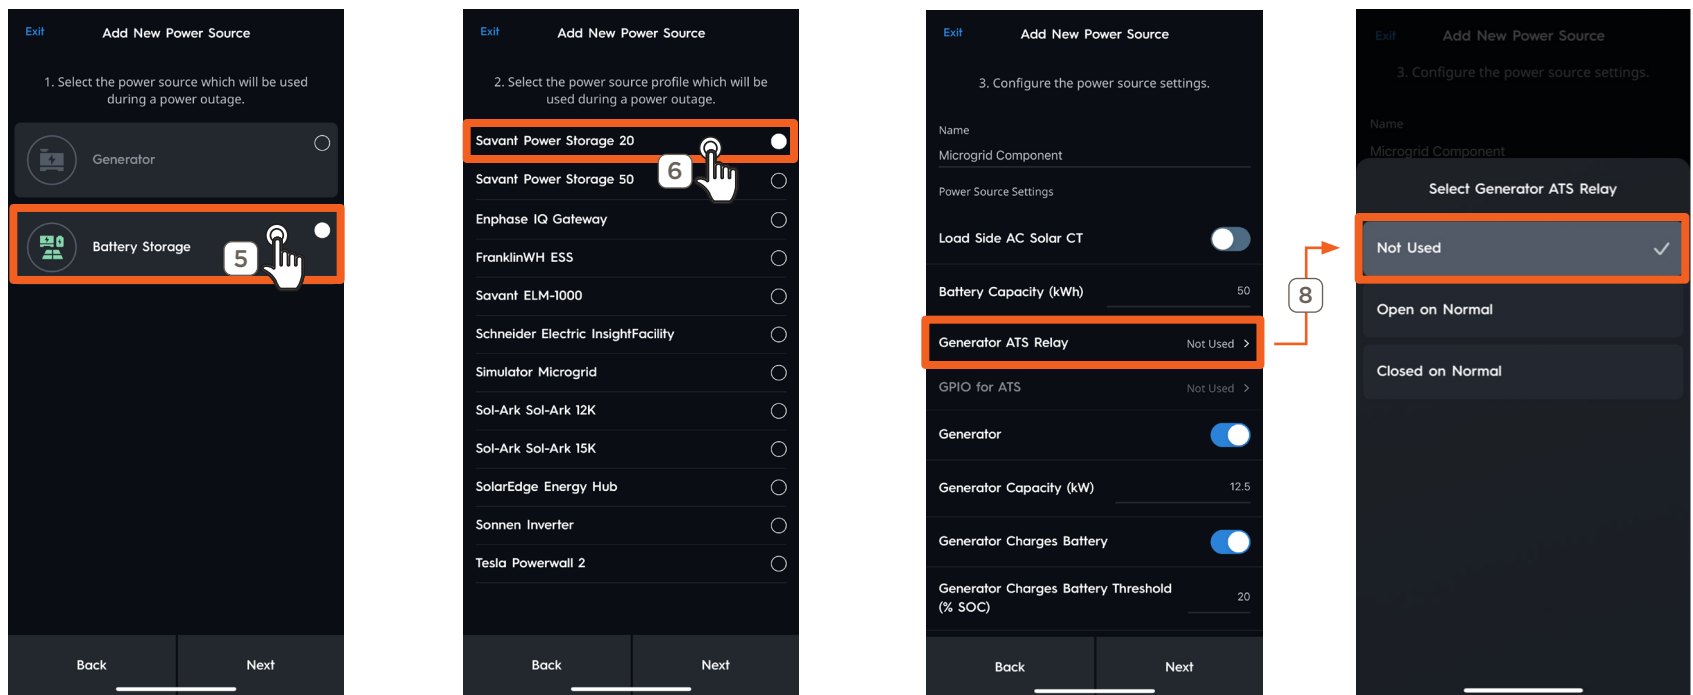 Exit
Add New Power Source
1. Select the power source which will be used
during a power outage.
Generator
Battery Storage
5
Back
Next
Exit
Add New Power Source
2. Select the power source profile which will be
used during a power outage.
Savant Power Storage 20
6
Savant Power Storage 50
Enphase IQ Gateway
FranklinWH ESS
Savant ELM-1000
Schneider Electric InsightFacility
Simulator Microgrid
Sol-Ark Sol-Ark 12K
Sol-Ark Sol-Ark 15K
SolarEdge Energy Hub
Sonnen Inverter
Tesla Powerwall 2
Back
Next
Exit
Add New Power Source
3. Configure the power source settings.
Name
Microgrid Component
Power Source Settings
Load Side AC Solar CT
Battery Capacity (kWh)
50
Generator ATS Relay
Not Used
GPIO for ATS
Not Used
Generator
Generator Capacity (kW)
12.5
Generator Charges Battery
Generator Charges Battery Threshold
(% SOC)
20
Back
Next
8
Exit
Add New Power Source
3. Configure the power source settings.
Name
Microgrid Component
Select Generator ATS Relay
Not Used
Open on Normal
Closed on Normal